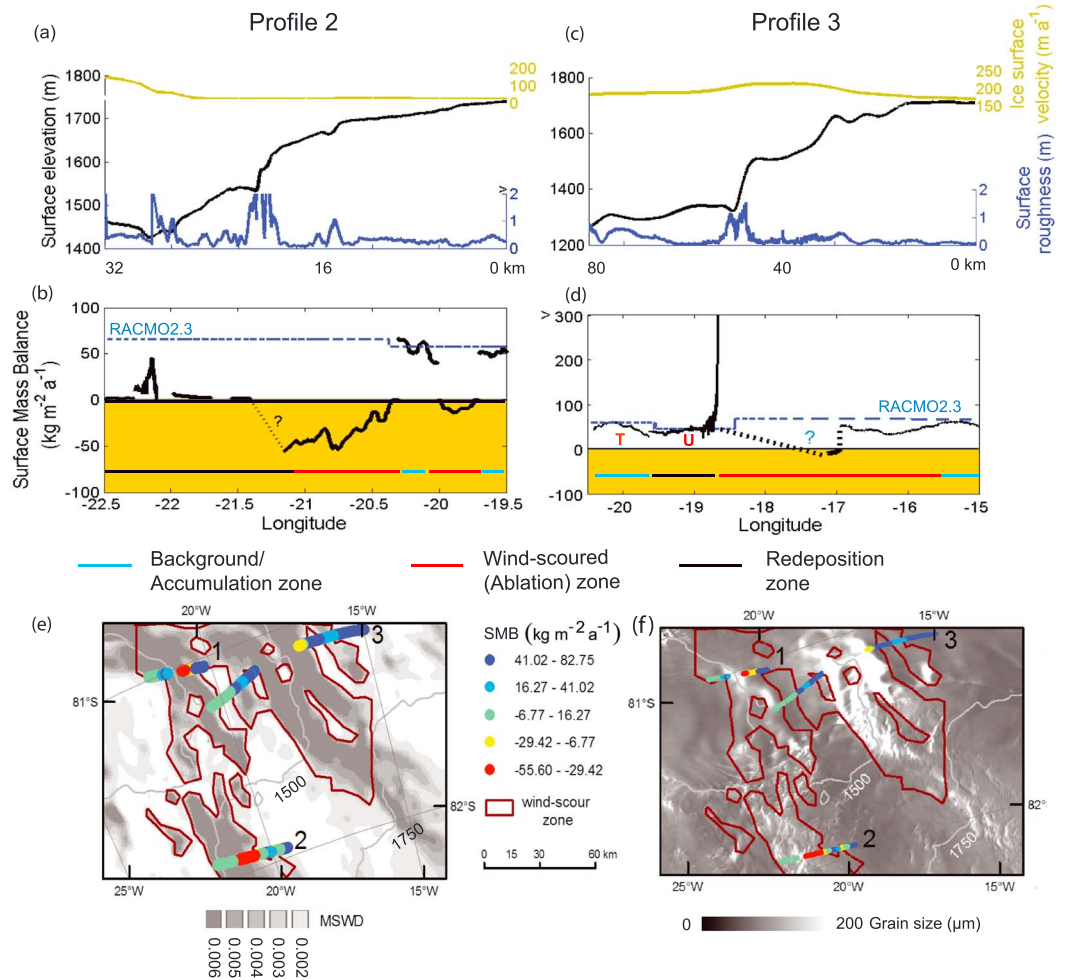 Profile 2
Profile 3
(a)
(c)
Surface elevation (m)
1800
1700
1600
1500
1400
200
100
0
>
2
1
0
32
16
0 km
1800
1600
1400
1200
250
200
150
Ice surface
velocity (m a⁻¹)
2
1
0
Surface
roughness (m)
80
40
0 km
(b)
(d)
Surface Mass Balance
(kg m⁻² a⁻¹)
100
50
0
-50
-100
RACMO2.3
?
-22.5
-22
-21.5
-21
-20.5
-20
-19.5
Longitude
>
300
200
100
50
0
-100
RACMO2.3
T
U
?
-20
-19
-18
-17
-16
-15
Longitude
Background/
Accumulation zone
Wind-scoured
(Ablation) zone
Redeposition
zone
(e)
20°W
15°W
1
3
81°S
1500
82°S
1750
2
25°W
20°W
15°W
MSWD
0.006
0.005
0.004
0.003
0.002
SMB (kg m⁻² a⁻¹)
41.02 - 82.75
16.27 - 41.02
-6.77 - 16.27
-29.42 - -6.77
-55.60 - -29.42
wind-scour
zone
0 15 30 60 km
(f)
20°W
15°W
1
3
81°S
1500
82°
1750
2
25°W
20°W
15°W
0 200 Grain size (µm)